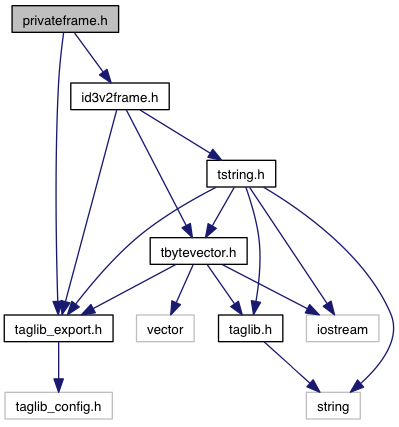 privateframe.h
id3v2frame.h
tstring.h
tbytevector.h
taglib_export.h
vector
taglib.h
iostream
taglib_config.h
string